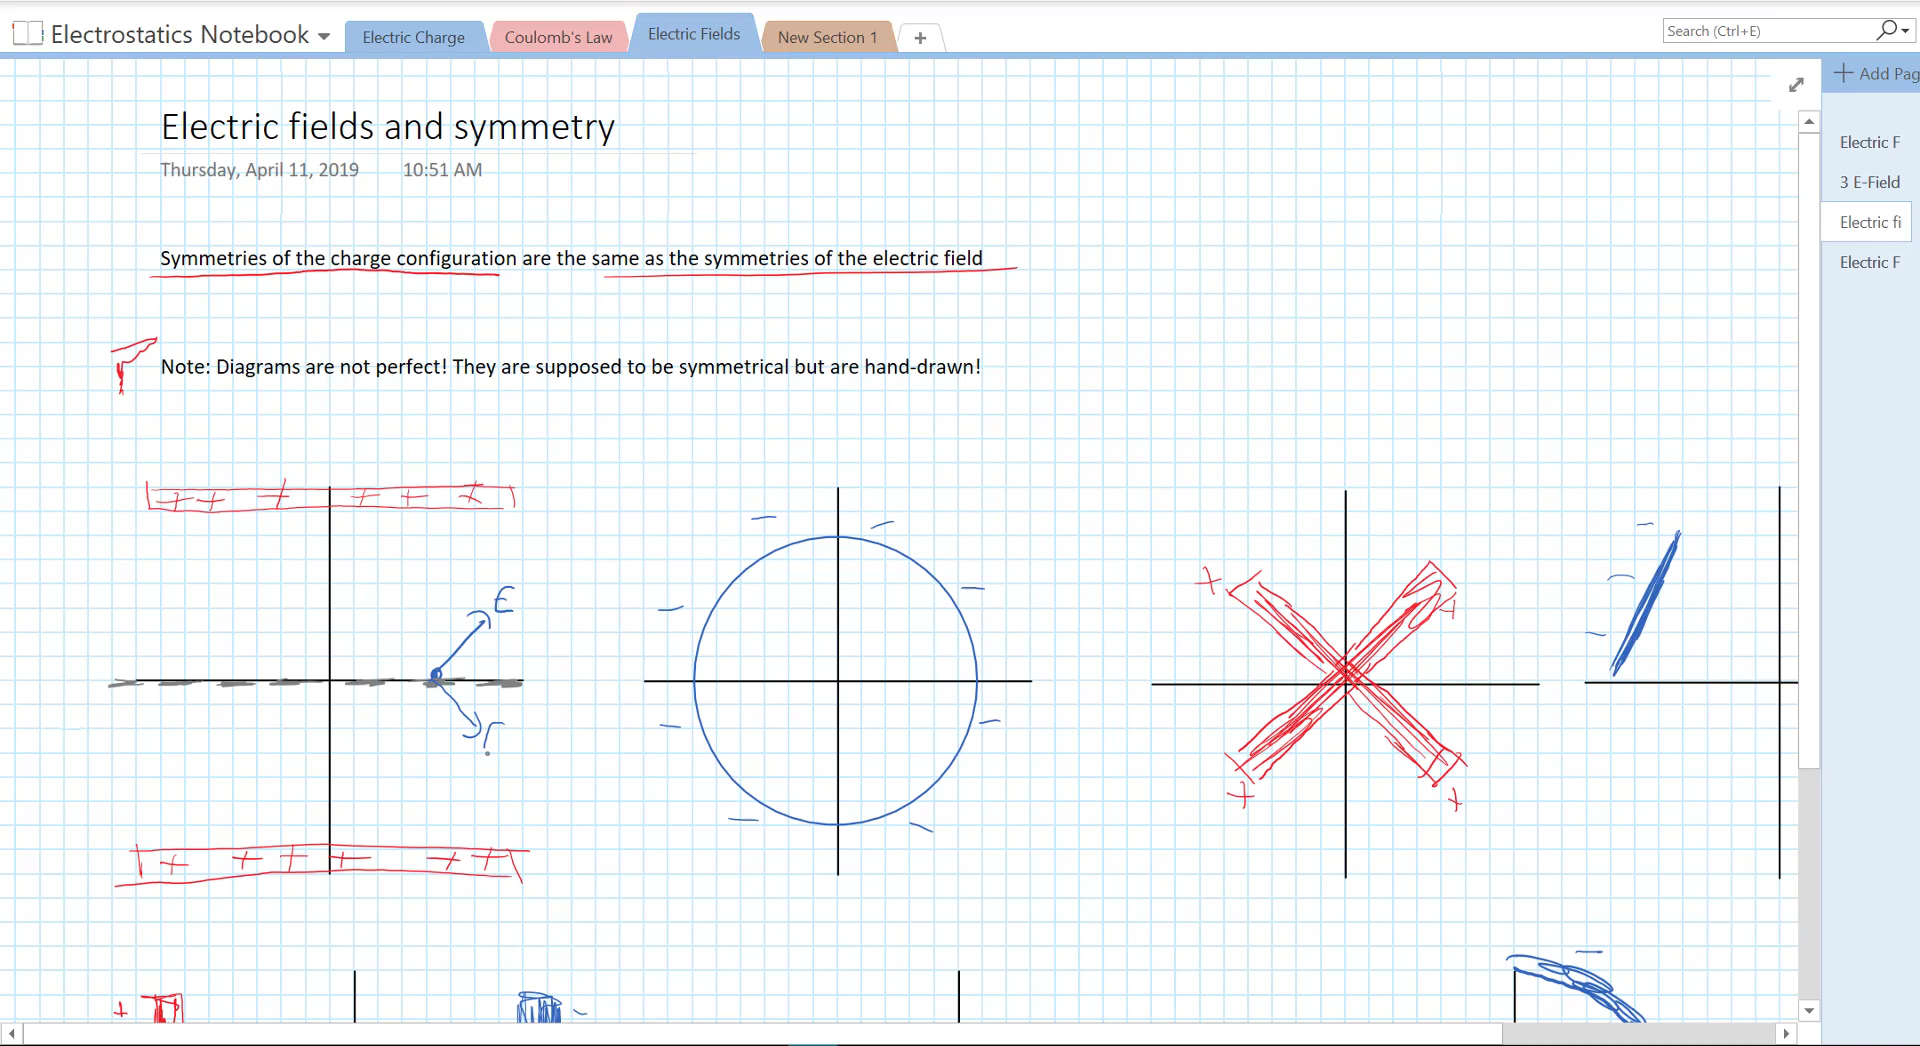 Electrostatics Notebook
Electric Charge
Coulomb's Law
Electric Fields
New Section 1
+
Search (Ctrl+E)
Add Pag
Electric fields and symmetry
Thursday, April 11, 2019 10:51 AM
Electric F
3 E-Field
Electric fi
Electric F
Symmetries of the charge configuration are the same as the symmetries of the electric field
Note: Diagrams are not perfect! They are supposed to be symmetrical but are hand-drawn!
+ + + + + +
E
+ + + + + +